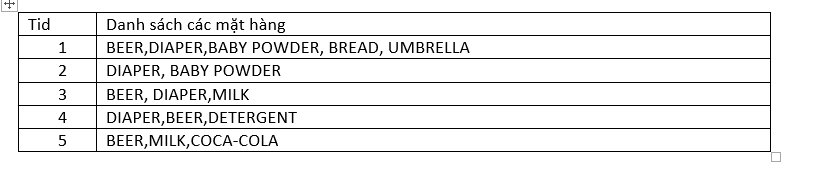 Tid Danh sách các mặt hàng
1 BEER,DIAPER,BABY POWDER, BREAD, UMBRELLA
2 DIAPER, BABY POWDER
3 BEER, DIAPER,MILK
4 DIAPER,BEER,DETERGENT
5 BEER,MILK,COCA-COLA